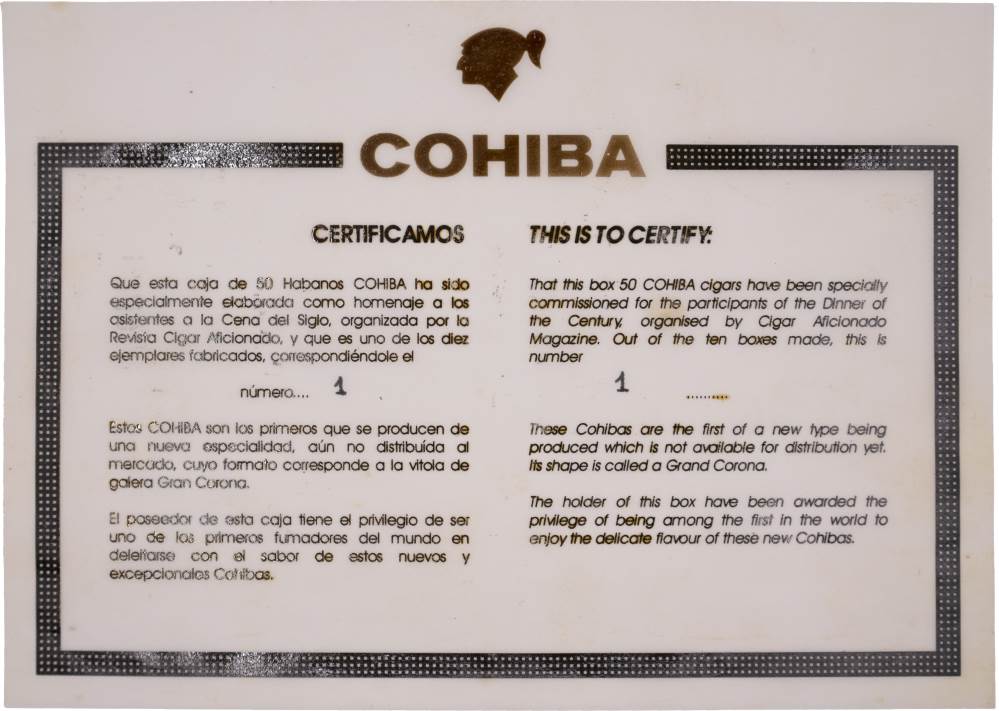 COHIBA
CERTIFICAMOS
Que esta caja de 50 Habanos COHIBA ha sido
especialmente elaborada como homenaje a los
asistentes a la Cena del Siglo, organizada por la
Revista Cigar Aficionado, y que es uno de los diez
ejemplares fabricados, correspondiéndole el
número.... 1
Estos COHIBA son los primeros que se producen de
una nueva especialidad, aún no distribuída al
mercado, cuyo formato corresponde a la vitola de
galera Gran Corona.
El poseedor de esta caja tiene el privilegio de ser
uno de los primeros fumadores del mundo en
deleitarse con el sabor de estos nuevos y
excepcionales Cohibas.
THIS IS TO CERTIFY:
That this box 50 COHIBA cigars have been specially
commissioned for the participants of the Dinner of
the Century, organised by Cigar Aficionado
Magazine. Out of the ten boxes made, this is
number
1 ..........
These Cohibas are the first of a new type being
produced which is not available for distribution yet.
Its shape is called a Grand Corona.
The holder of this box have been awarded the
privilege of being among the first in the world to
enjoy the delicate flavour of these new Cohibas.